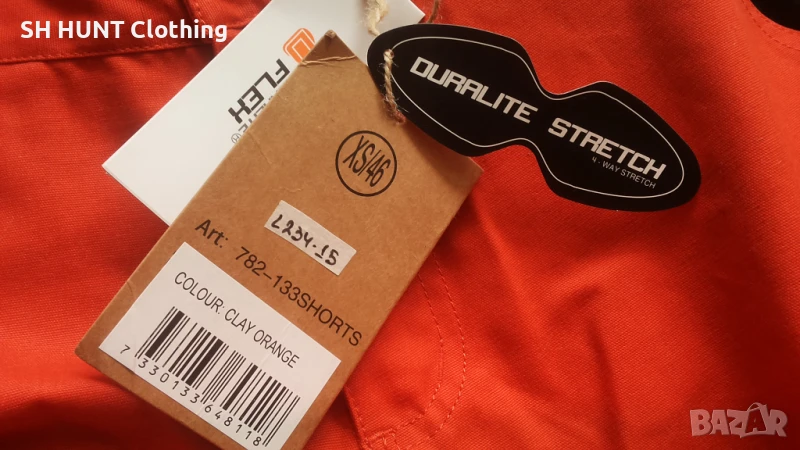 SH HUNT Clothing
FLEX
DURALITE STRETCH
4 - WAY STRETCH
XS/46
L234-15
Art: 782-133SHORTS
COLOUR: CLAY ORANGE
7 330133 648118
BAZAR